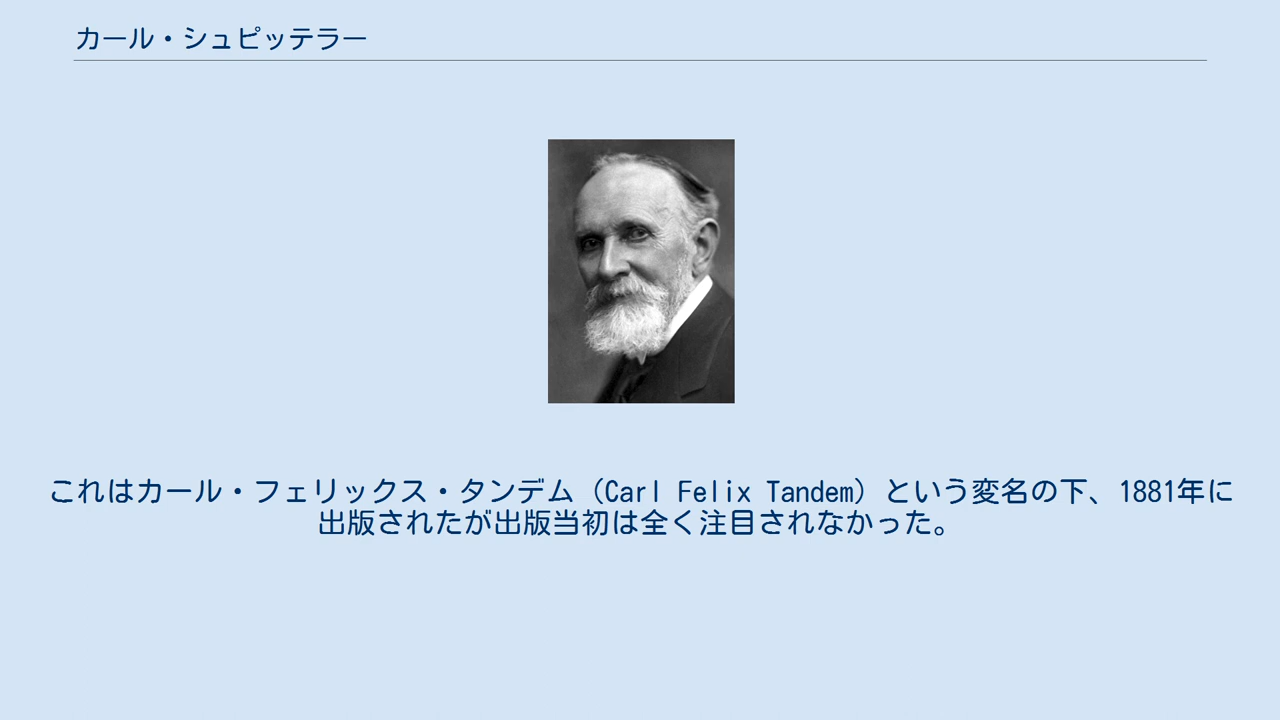 カール・シュピッテラー
これはカール・フェリックス・タンデム（Carl Felix Tandem）という変名の下、1881年に
出版されたが出版当初は全く注目されなかった。